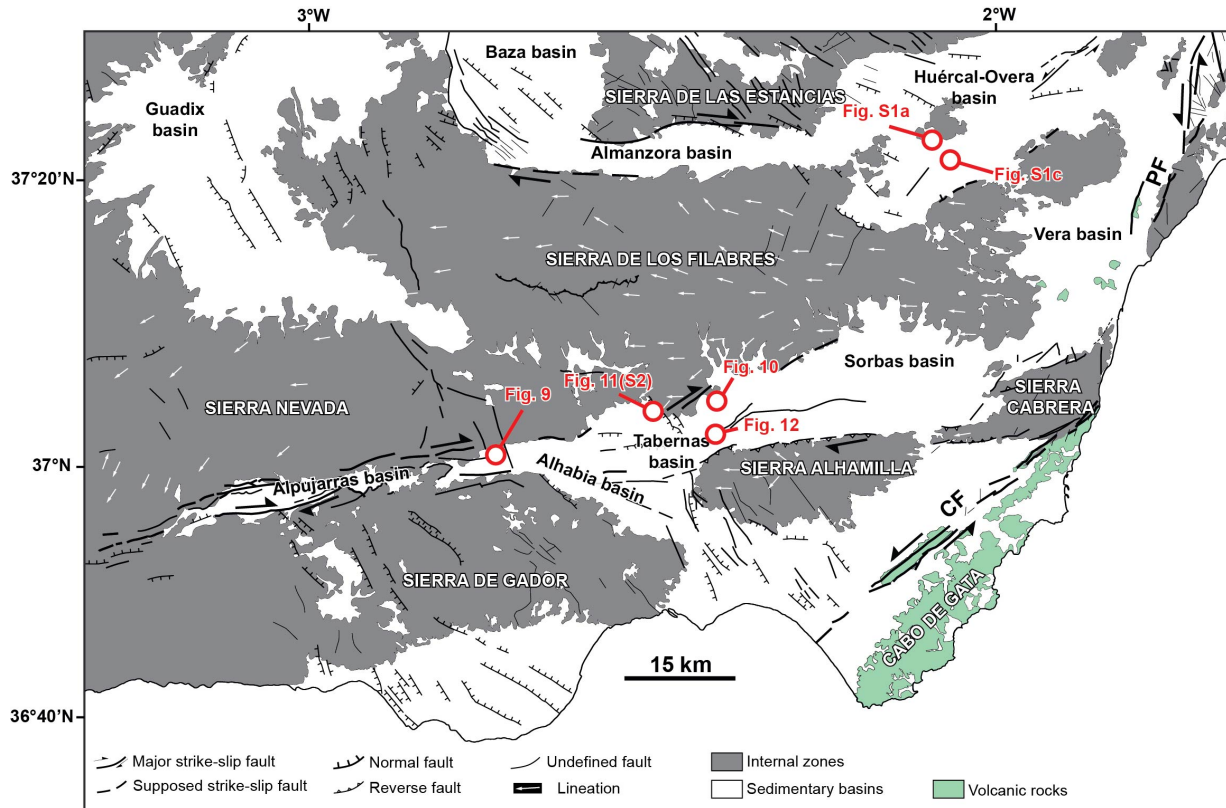 3°W
2°W
Baza basin
Guadix
basin
SIERRA DE LAS ESTANCIAS
Huércal-Overa
basin
Fig. S1a
Almanzora basin
Fig. S1c
37°20'N
PF
Vera basin
SIERRA DE LOS FILABRES
Sorbas basin
Fig. 10
Fig. 11(S2)
Fig. 9
SIERRA NEVADA
SIERRA
CABRERA
Fig. 12
Tabernas
basin
37°N
Alpujarras basin
Alhabia basin
SIERRA ALHAMILLA
CF
SIERRA DE GADOR
CABO DE GATA
15 km
36°40'N
Major strike-slip fault
Normal fault
Undefined fault
Internal zones
Supposed strike-slip fault
Reverse fault
Lineation
Sedimentary basins
Volcanic rocks